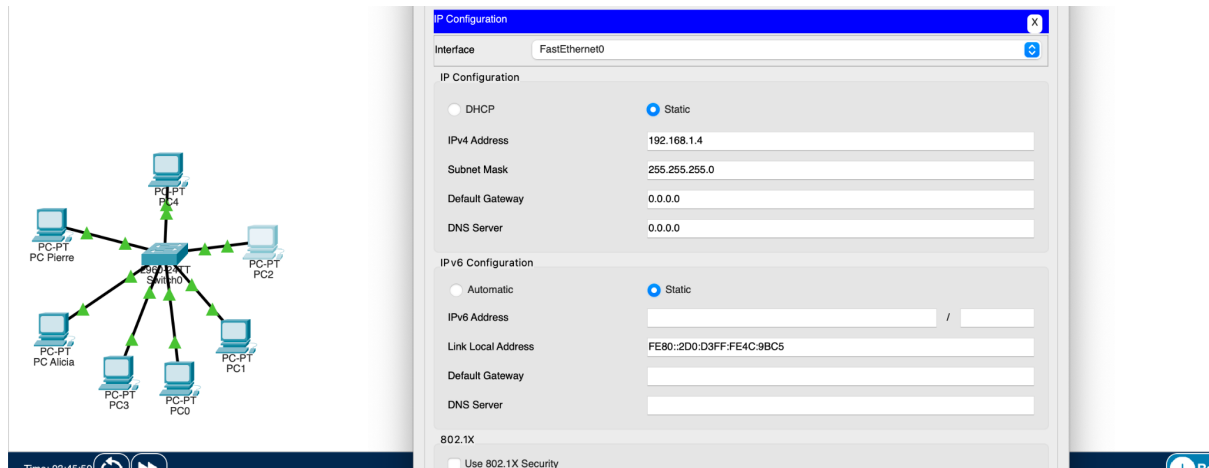 IP Configuration
X
Interface FastEthernet0
IP Configuration
DHCP Static
IPv4 Address 192.168.1.4
Subnet Mask 255.255.255.0
Default Gateway 0.0.0.0
DNS Server 0.0.0.0
IPv6 Configuration
Automatic Static
IPv6 Address /
Link Local Address FE80::2D0:D3FF:FE4C:9BC5
Default Gateway
DNS Server
802.1X
Use 802.1X Security
PC-PT
PC4
PC-PT
PC Pierre
2960-24TT
Switch0
PC-PT
PC2
PC-PT
PC Alicia
PC-PT
PC1
PC-PT
PC3
PC-PT
PC0